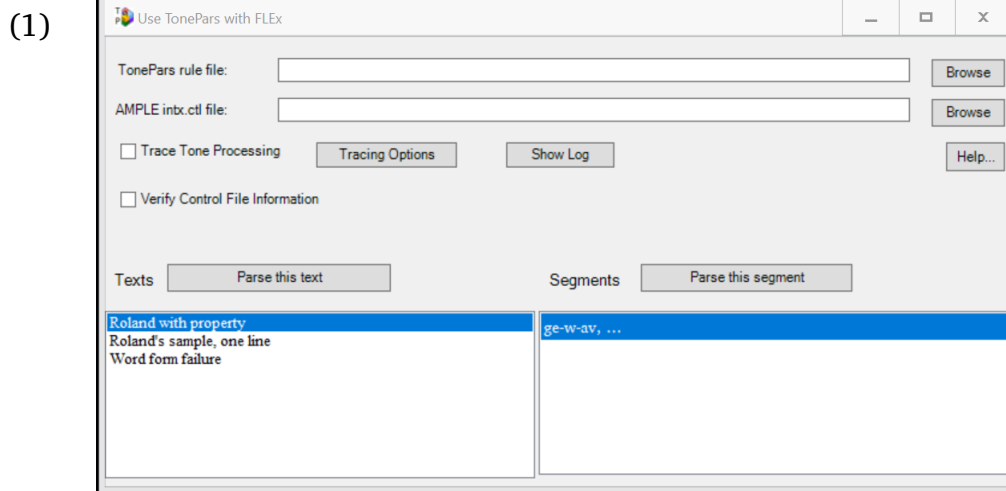 (1)
Use TonePars with FLEx
TonePars rule file:
Browse
AMPLE intx.ctl file:
Browse
Trace Tone Processing
Tracing Options
Show Log
Help...
Verify Control File Information
Texts
Parse this text
Segments
Parse this segment
Roland with property
Roland's sample, one line
Word form failure
ge-w-av, ...